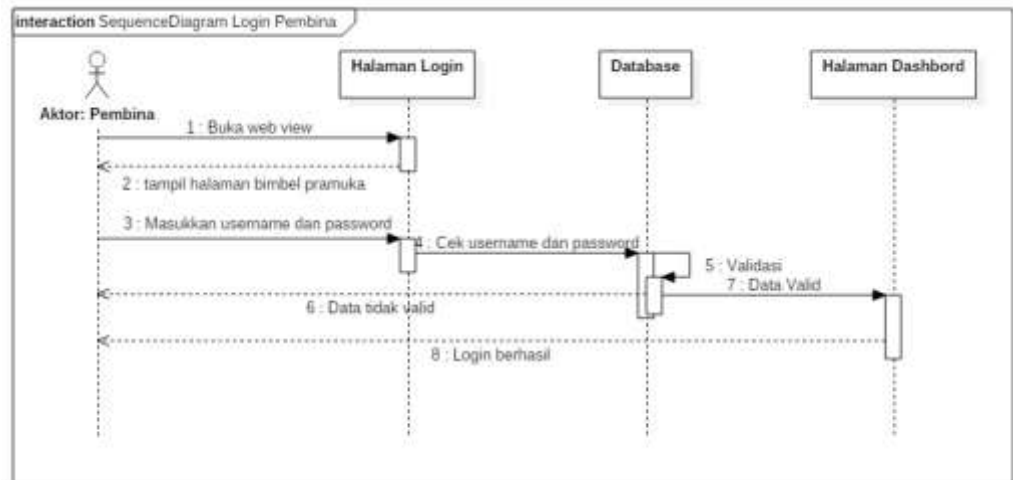 interaction SequenceDiagram Login Pembina
Halaman Login
Database
Halaman Dashbord
Aktor: Pembina
1 : Buka web view
2 : tampil halaman bimbel pramuka
3 : Masukkan username dan password
4 : Cek username dan password
5 : Validasi
7 : Data Valid
6 : Data tidak valid
8 : Login berhasil